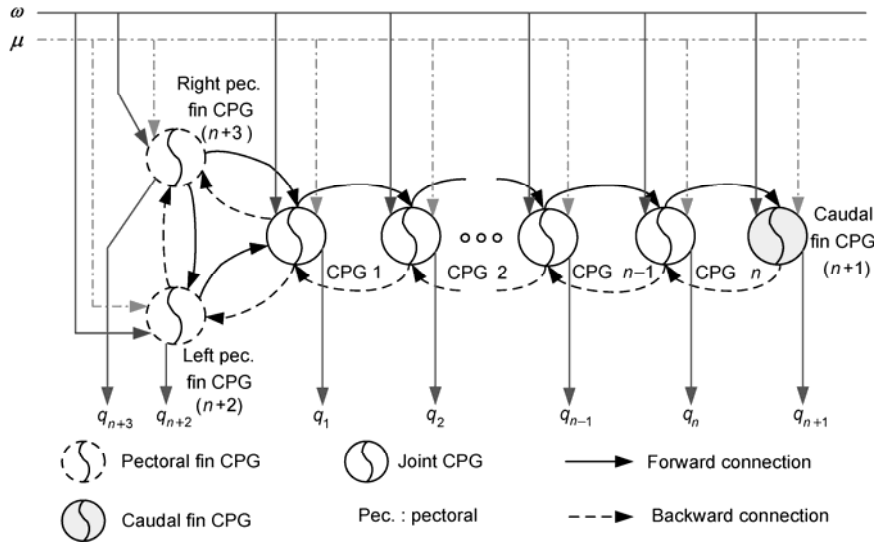 ω
μ
Right pec.
fin CPG
(n+3)
CPG 1
CPG 2
CPG n−1
CPG n
Caudal
fin CPG
(n+1)
Left pec.
fin CPG
(n+2)
q_{n+3}
q_{n+2}
q_1
q_2
q_{n−1}
q_n
q_{n+1}
Pectoral fin CPG
Joint CPG
Forward connection
Caudal fin CPG
Pec. : pectoral
Backward connection